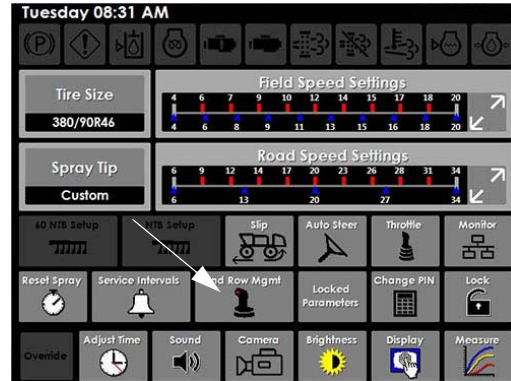 Tuesday 08:31 AM
Tire Size
380/90R46
Field Speed Settings
4 6 7 9 10 12 14 15 17 18 20
4 6 8 9 11 13 15 16 18 20
Spray Tip
Custom
Road Speed Settings
6 9 12 14 17 20 23 26 28 31 34
6 13 20 27 34
60 NTB Setup
NTB Setup
Slip
Auto Steer
Throttle
Monitor
Reset Spray
Service Intervals
nd Row Mgmt
Locked
Parameters
Change PIN
Lock
Override
Adjust Time
Sound
Camera
Brightness
Display
Measure